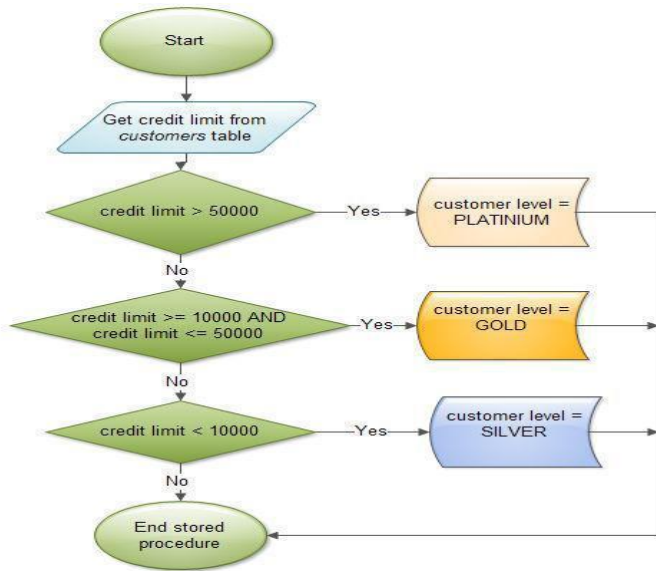 Start
Get credit limit from
customers table
credit limit > 50000
Yes
customer level =
PLATINIUM
No
credit limit >= 10000 AND
credit limit <= 50000
Yes
customer level =
GOLD
No
credit limit < 10000
Yes
customer level =
SILVER
No
End stored
procedure